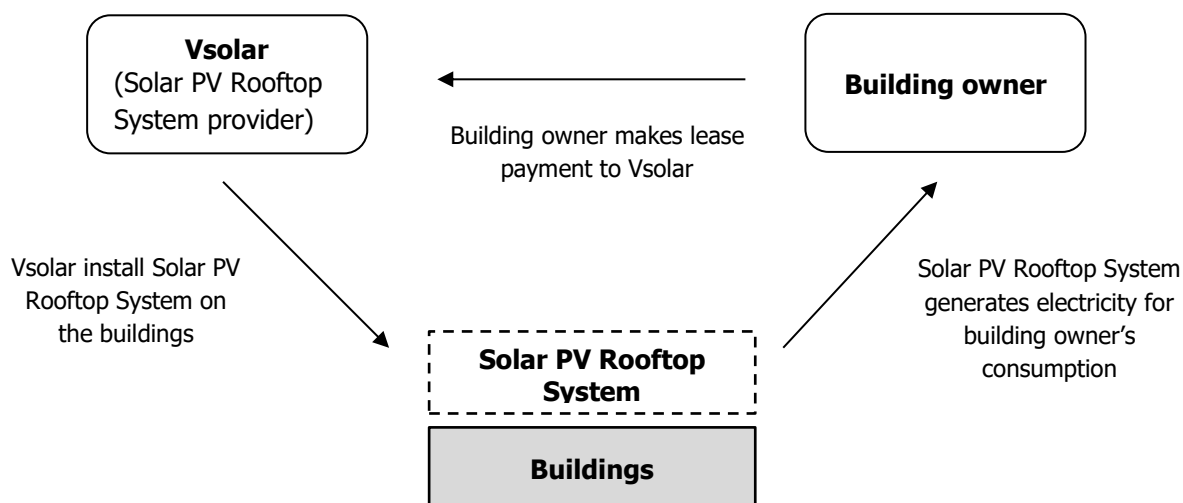 Vsolar
(Solar PV Rooftop
System provider)
Building owner
Building owner makes lease
payment to Vsolar
Vsolar install Solar PV
Rooftop System on
the buildings
Solar PV Rooftop System
generates electricity for
building owner’s
consumption
Solar PV Rooftop
System
Buildings